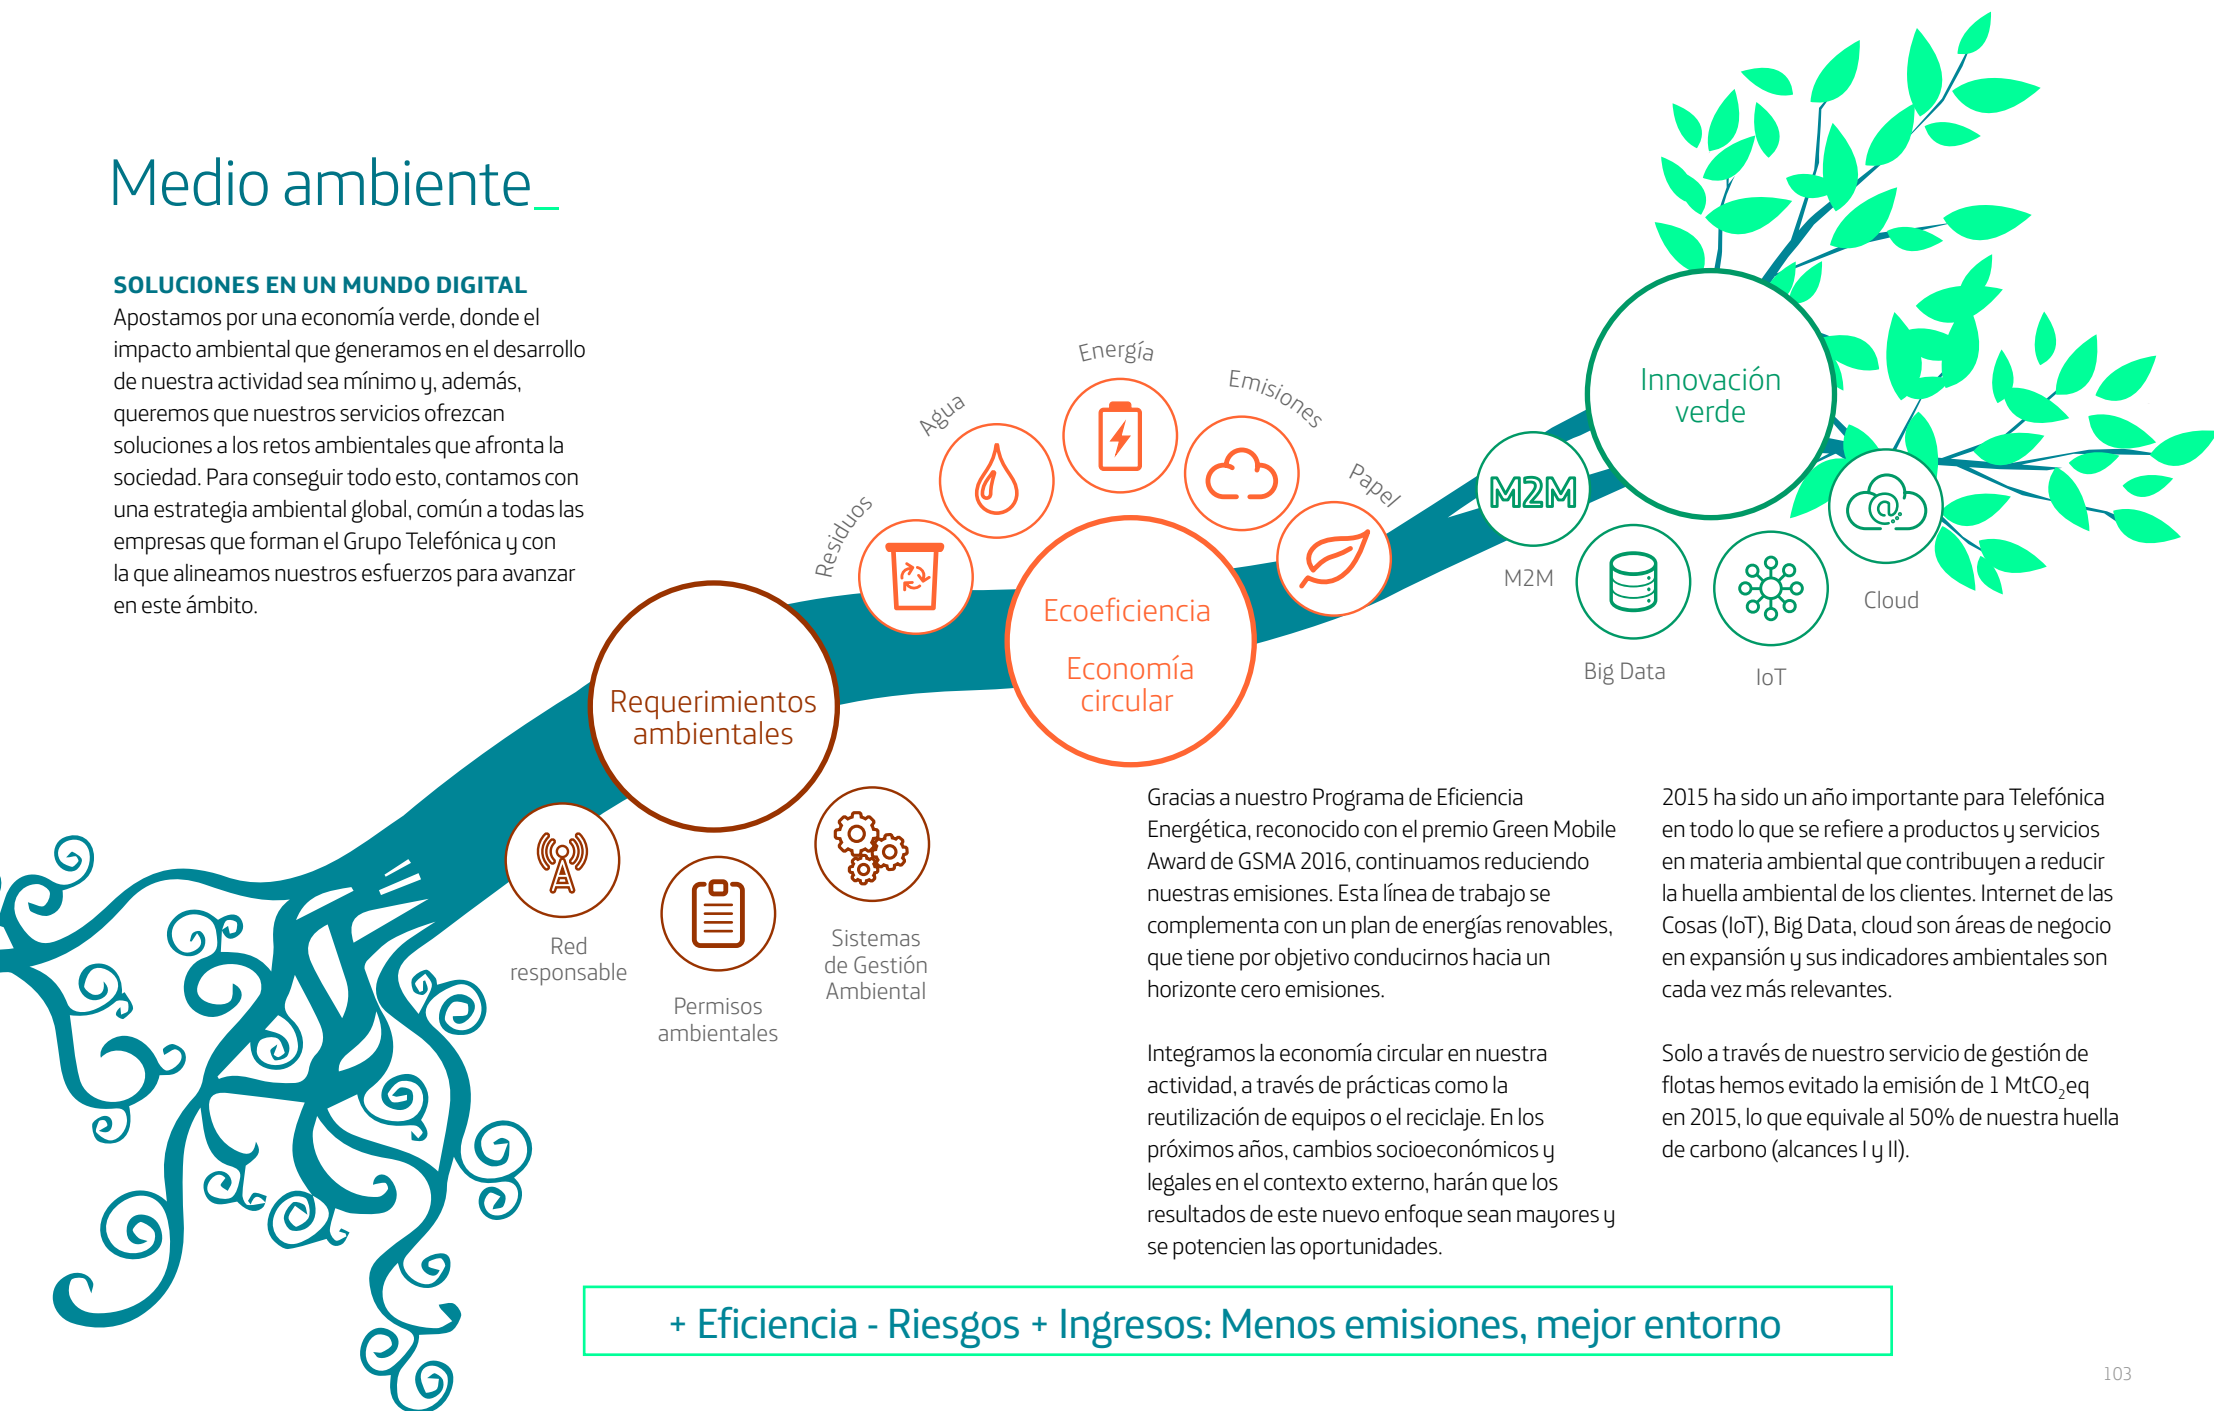 Medio ambiente_
SOLUCIONES EN UN MUNDO DIGITAL
Apostamos por una economía verde, donde el
impacto ambiental que generamos en el desarrollo
de nuestra actividad sea mínimo y, además,
queremos que nuestros servicios ofrezcan
soluciones a los retos ambientales que afronta la
sociedad. Para conseguir todo esto, contamos con
una estrategia ambiental global, común a todas las
empresas que forman el Grupo Telefónica y con
la que alineamos nuestros esfuerzos para avanzar
en este ámbito.
Requerimientos
ambientales
Red
responsable
Permisos
ambientales
Sistemas
de Gestión
Ambiental
Residuos
Agua
Energía
Emisiones
Papel
Ecoeficiencia
Economía
circular
Innovación
verde
M2M
M2M
Big Data
IoT
@
Cloud
Gracias a nuestro Programa de Eficiencia
Energética, reconocido con el premio Green Mobile
Award de GSMA 2016, continuamos reduciendo
nuestras emisiones. Esta línea de trabajo se
complementa con un plan de energías renovables,
que tiene por objetivo conducirnos hacia un
horizonte cero emisiones.
Integramos la economía circular en nuestra
actividad, a través de prácticas como la
reutilización de equipos o el reciclaje. En los
próximos años, cambios socioeconómicos y
legales en el contexto externo, harán que los
resultados de este nuevo enfoque sean mayores y
se potencien las oportunidades.
2015 ha sido un año importante para Telefónica
en todo lo que se refiere a productos y servicios
en materia ambiental que contribuyen a reducir
la huella ambiental de los clientes. Internet de las
Cosas (IoT), Big Data, cloud son áreas de negocio
en expansión y sus indicadores ambientales son
cada vez más relevantes.
Solo a través de nuestro servicio de gestión de
flotas hemos evitado la emisión de 1 MtCO₂eq
en 2015, lo que equivale al 50% de nuestra huella
de carbono (alcances I y II).
+ Eficiencia - Riesgos + Ingresos: Menos emisiones, mejor entorno
103